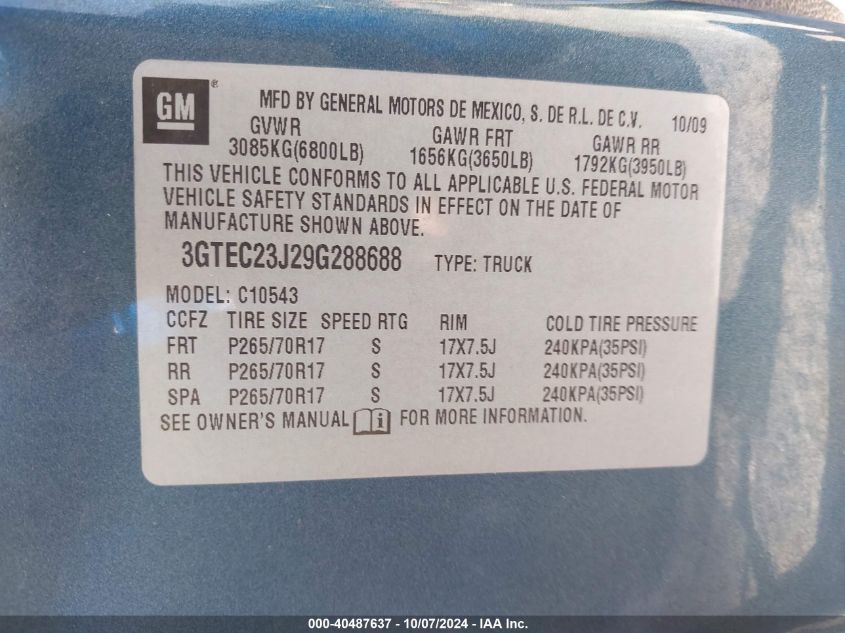 GM ®
MFD BY GENERAL MOTORS DE MEXICO, S. DE R.L. DE C.V. 10/09
GVWR GAWR FRT GAWR RR
3085KG(6800LB) 1656KG(3650LB) 1792KG(3950LB)
THIS VEHICLE CONFORMS TO ALL APPLICABLE U.S. FEDERAL MOTOR
VEHICLE SAFETY STANDARDS IN EFFECT ON THE DATE OF
MANUFACTURE SHOWN ABOVE.
3GTEC23J29G288688 TYPE: TRUCK
MODEL: C10543
CCFZ TIRE SIZE SPEED RTG RIM COLD TIRE PRESSURE
FRT P265/70R17 S 17X7.5J 240KPA(35PSI)
RR P265/70R17 S 17X7.5J 240KPA(35PSI)
SPA P265/70R17 S 17X7.5J 240KPA(35PSI)
SEE OWNER'S MANUAL i FOR MORE INFORMATION.
000-40487637 - 10/07/2024 - IAA Inc.